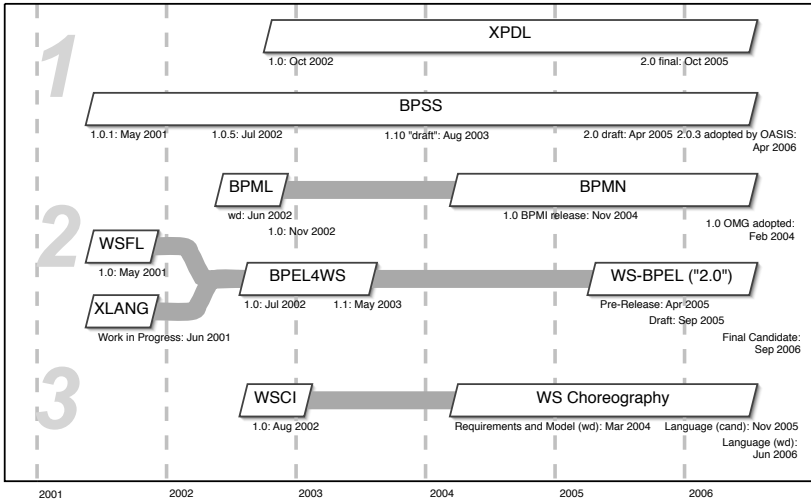 1
XPDL
1.0: Oct 2002
2.0 final: Oct 2005
BPSS
1.0.1: May 2001
1.0.5: Jul 2002
1.10 "draft": Aug 2003
2.0 draft: Apr 2005
2.0.3 adopted by OASIS:
Apr 2006
2
BPML
wd: Jun 2002
1.0: Nov 2002
BPMN
1.0 BPMI release: Nov 2004
1.0 OMG adopted:
Feb 2004
WSFL
1.0: May 2001
XLANG
Work in Progress: Jun 2001
BPEL4WS
1.0: Jul 2002
1.1: May 2003
WS-BPEL ("2.0")
Pre-Release: Apr 2005
Draft: Sep 2005
Final Candidate:
Sep 2006
3
WSCI
1.0: Aug 2002
WS Choreography
Requirements and Model (wd): Mar 2004
Language (cand): Nov 2005
Language (wd):
Jun 2006
2001
2002
2003
2004
2005
2006